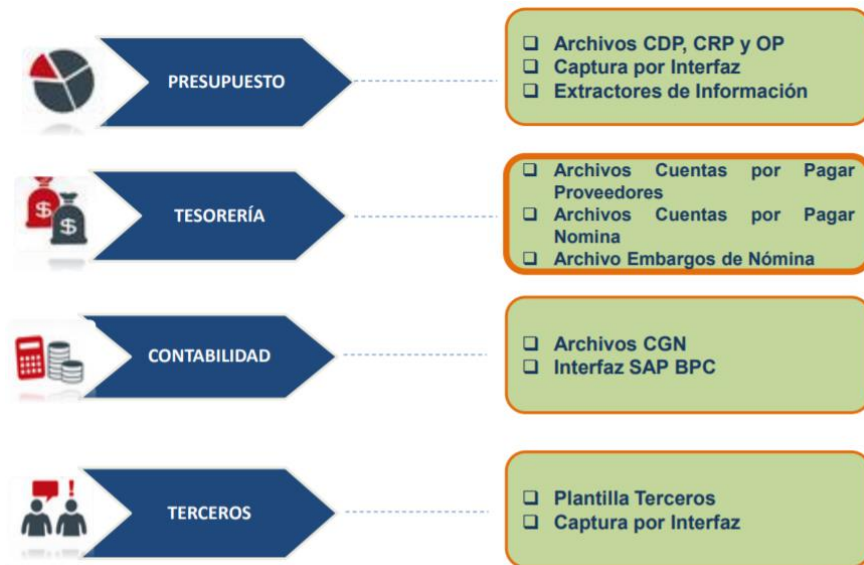 PRESUPUESTO
❑ Archivos CDP, CRP y OP
❑ Captura por Interfaz
❑ Extractores de Información
TESORERÍA
❑ Archivos Cuentas por Pagar
Proveedores
❑ Archivos Cuentas por Pagar
Nomina
❑ Archivo Embargos de Nómina
CONTABILIDAD
❑ Archivos CGN
❑ Interfaz SAP BPC
TERCEROS
❑ Plantilla Terceros
❑ Captura por Interfaz